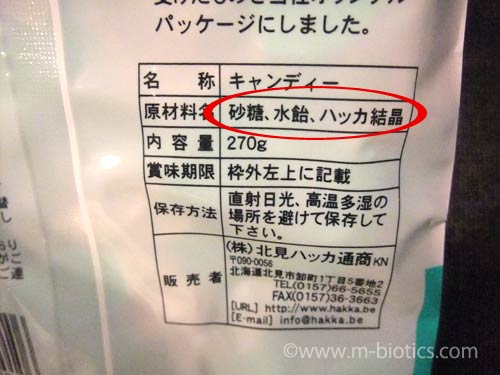 パッケージにしました。
名称 キャンディー
原材料名 砂糖、水飴、ハッカ結晶
内容量 270g
賞味期限 枠外左上に記載
保存方法 直射日光、高温多湿の
場所を避けて保存して
下さい。
販売者 (株)北見ハッカ通商KN
〒090-0056
北海道北見市卸町1丁目5番地2
TEL(0157)66-5655
FAX(0157)36-3663
[URL] http://www.hakka.be
[E-mail] info@hakka.be
©www.m-biotics.com